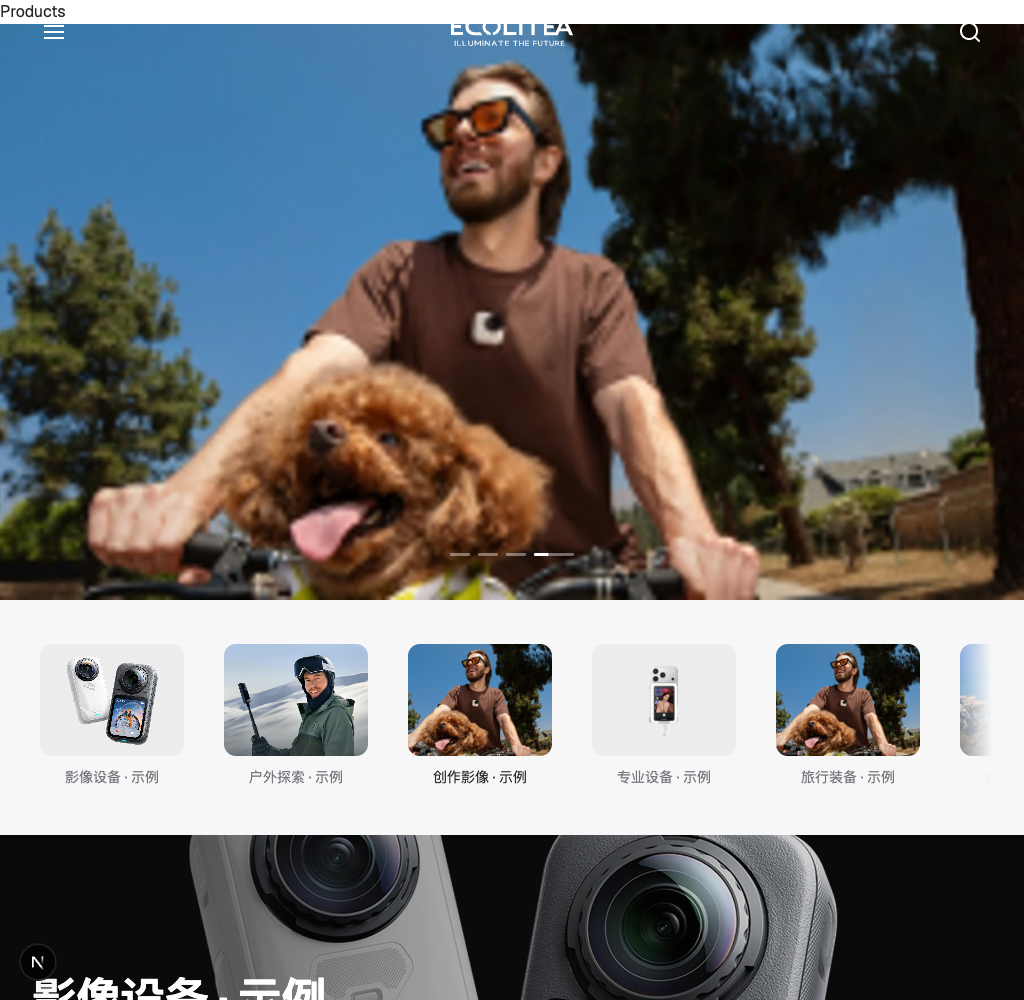 Products
ECOLITEA
ILLUMINATE THE FUTURE
影像设备 · 示例
户外探索 · 示例
创作影像 · 示例
专业设备 · 示例
旅行装备 · 示例
N
影像设备 · 示例